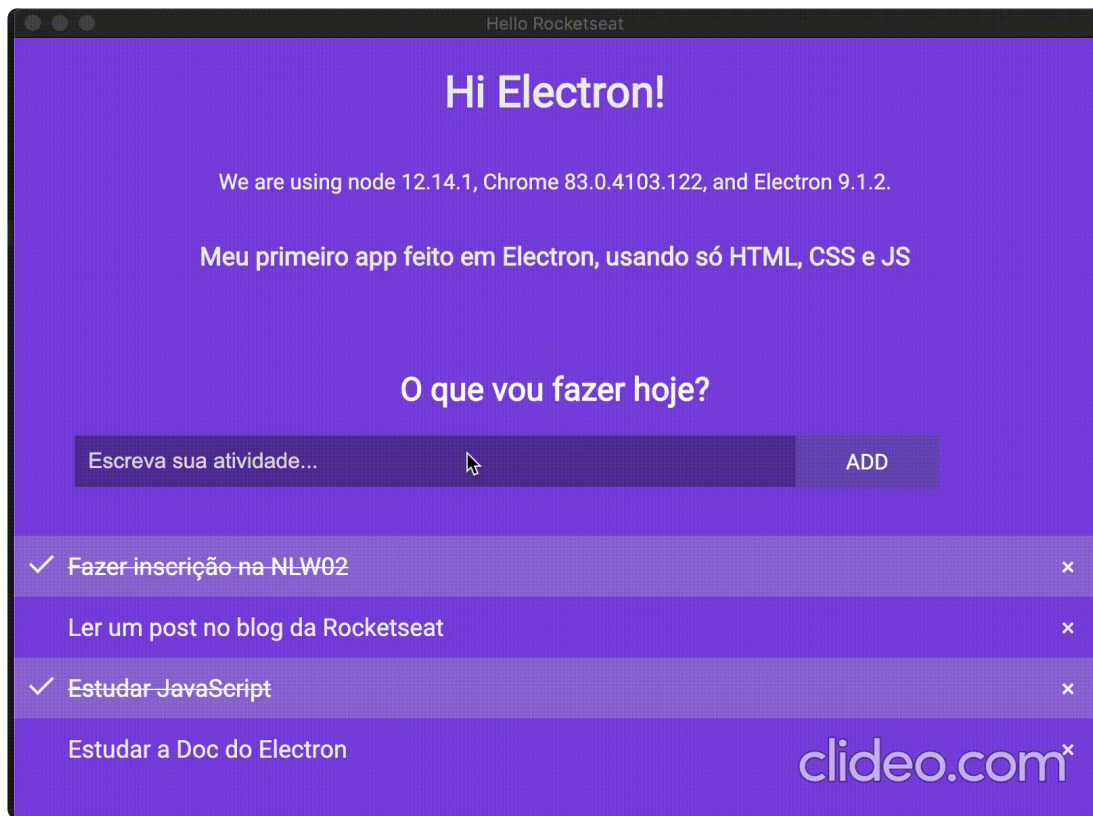 Hello Rocketseat
Hi Electron!
We are using node 12.14.1, Chrome 83.0.4103.122, and Electron 9.1.2.
Meu primeiro app feito em Electron, usando só HTML, CSS e JS
O que vou fazer hoje?
Escreva sua atividade... ADD
Fazer inscrição na NLW02 ×
Ler um post no blog da Rocketseat ×
Estudar JavaScript ×
Estudar a Doc do Electron ×
clideo.com